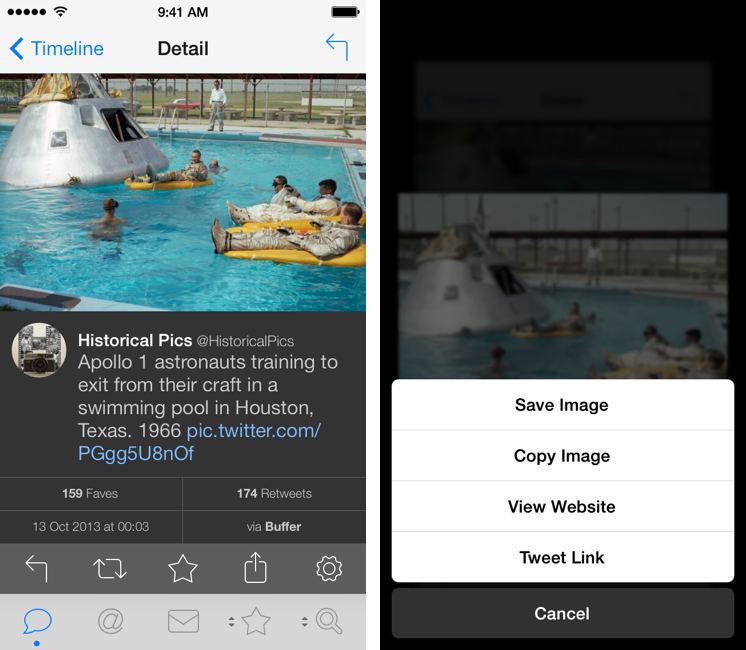 9:41 AM
Timeline
Detail
Historical Pics @HistoricalPics
Apollo 1 astronauts training to
exit from their craft in a
swimming pool in Houston,
Texas. 1966 pic.twitter.com/
PGgg5U8nOf
159 Faves
174 Retweets
13 Oct 2013 at 00:03
via Buffer
@
Timeline
Detail
Save Image
Copy Image
View Website
Tweet Link
Cancel